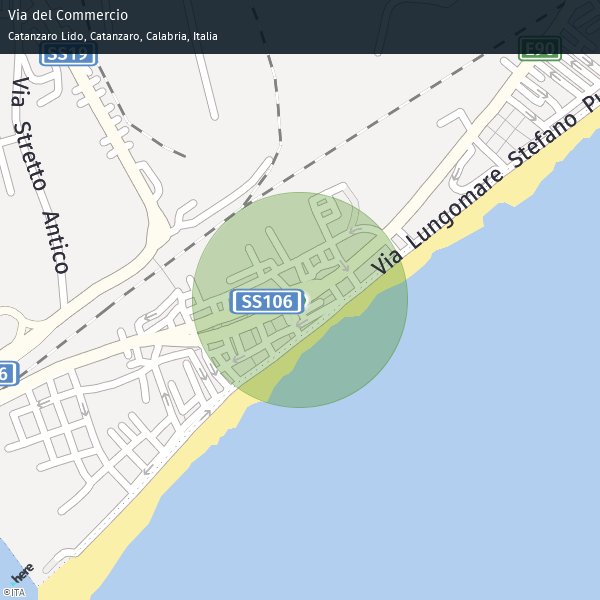 Via del Commercio
Catanzaro Lido, Catanzaro, Calabria, Italia
SS19
E90
Via Stretto Antico
Via Lungomare Stefano
SS106
6
here
©ITA